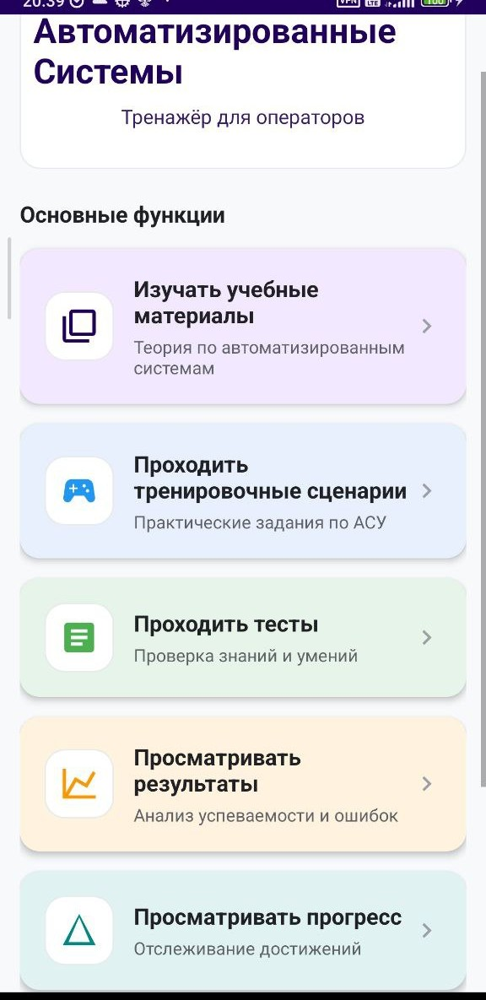 20:39
VPN
LTE
100
Автоматизированные
Системы
Тренажёр для операторов
Основные функции
Изучать учебные
материалы
Теория по автоматизированным
системам
Проходить
тренировочные сценарии
Практические задания по АСУ
Проходить тесты
Проверка знаний и умений
Просматривать
результаты
Анализ успеваемости и ошибок
Просматривать прогресс
Отслеживание достижений